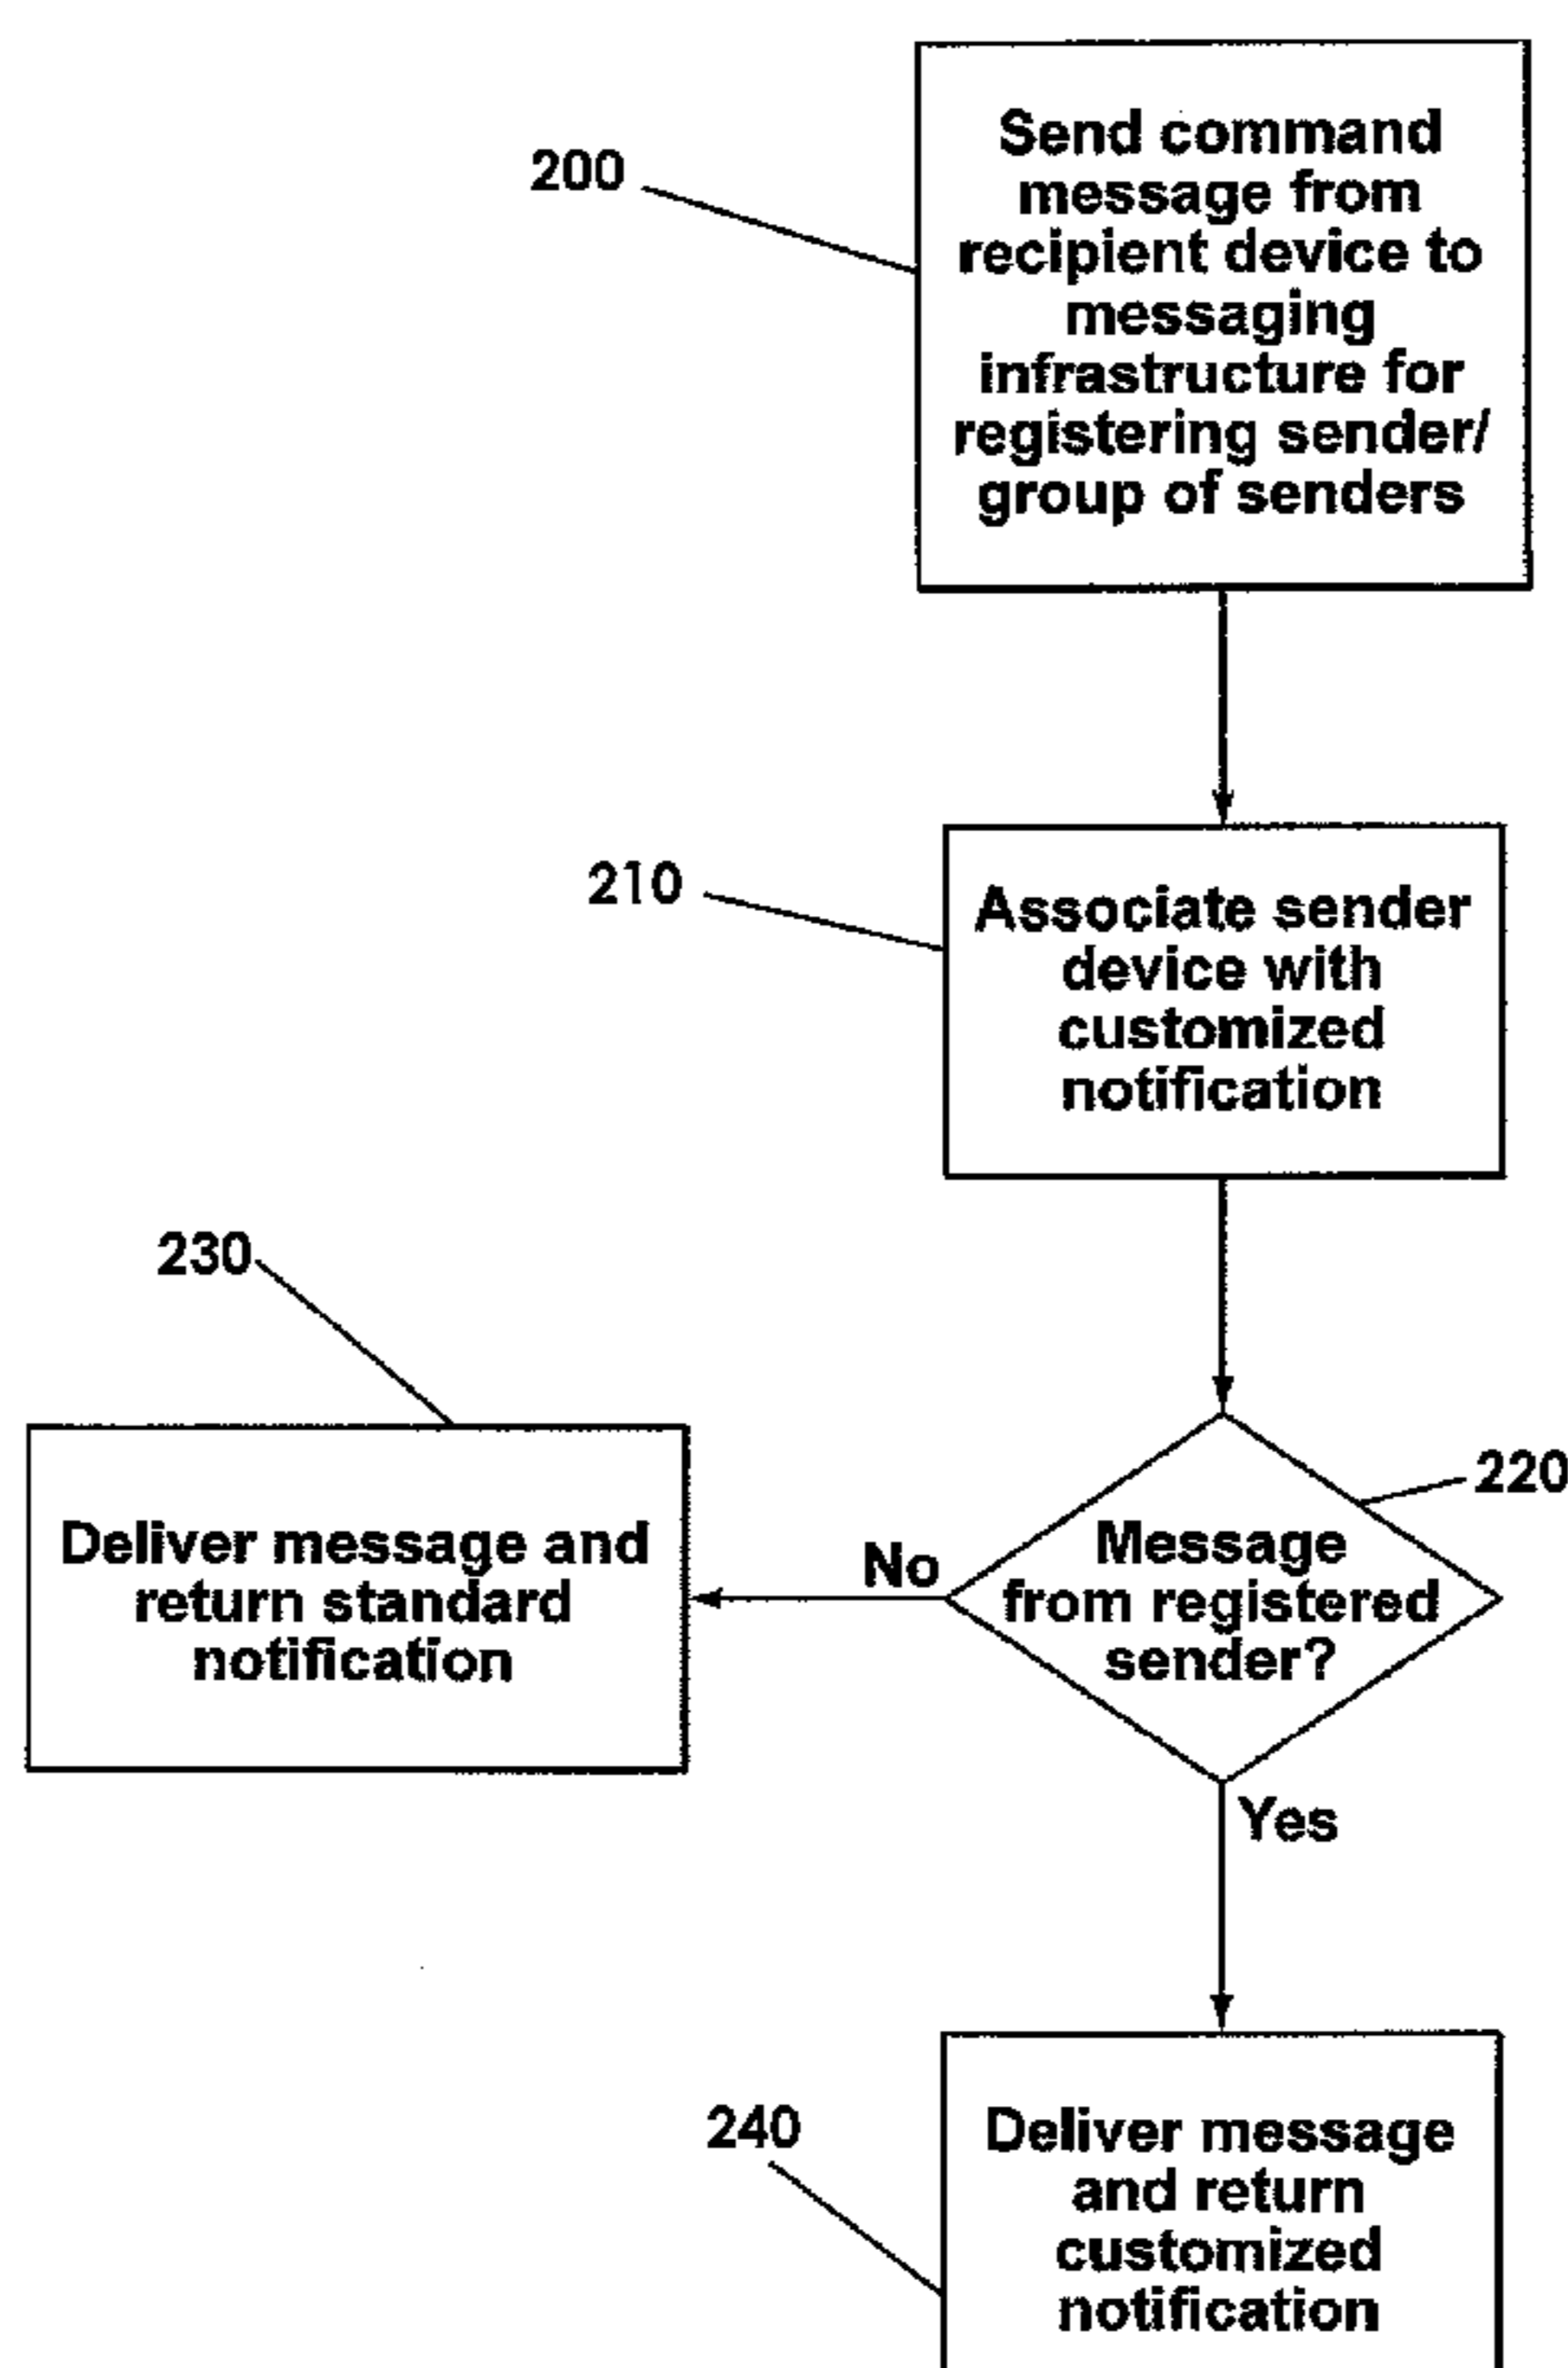 200
Send command
message from
recipient device to
messaging
infrastructure for
registering sender/
group of senders
210
Associate sender
device with
customized
notification
230
220
Deliver message and
return standard
notification
No
Message
from registered
sender?
Yes
240
Deliver message
and return
customized
notification